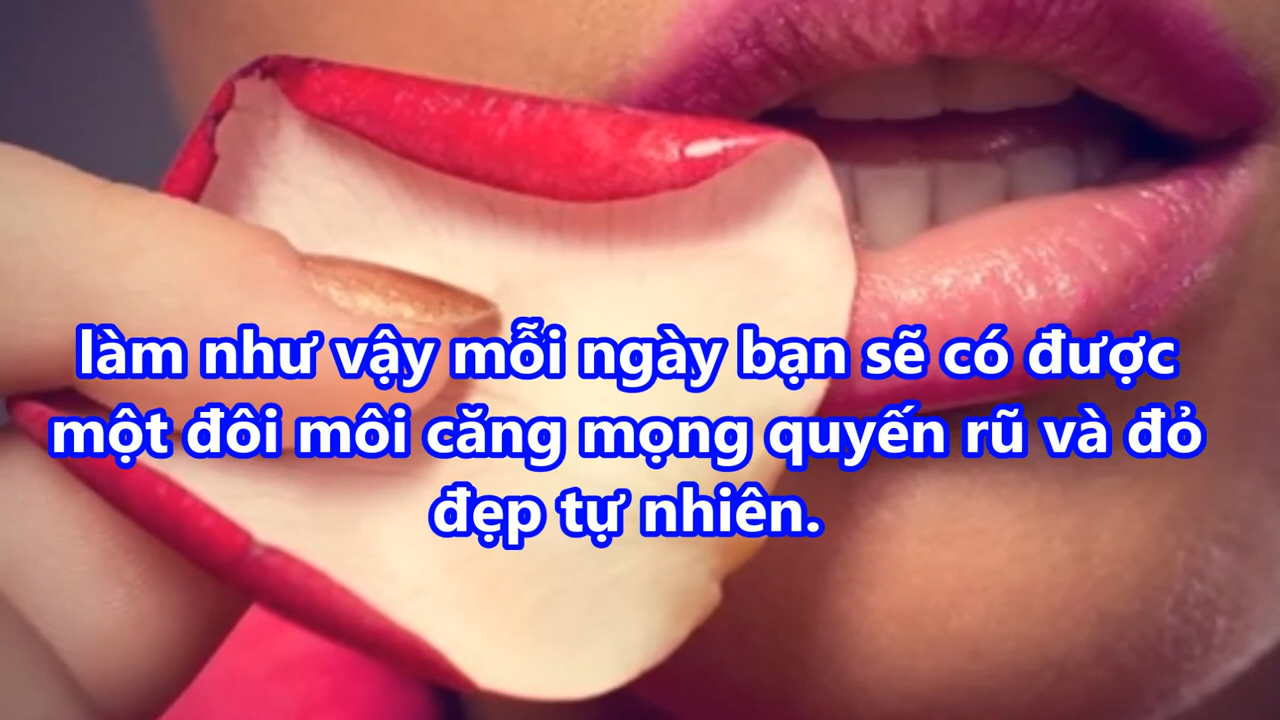 làm như vậy mỗi ngày bạn sẽ có được
một đôi môi căng mọng quyến rũ và đỏ
đẹp tự nhiên.